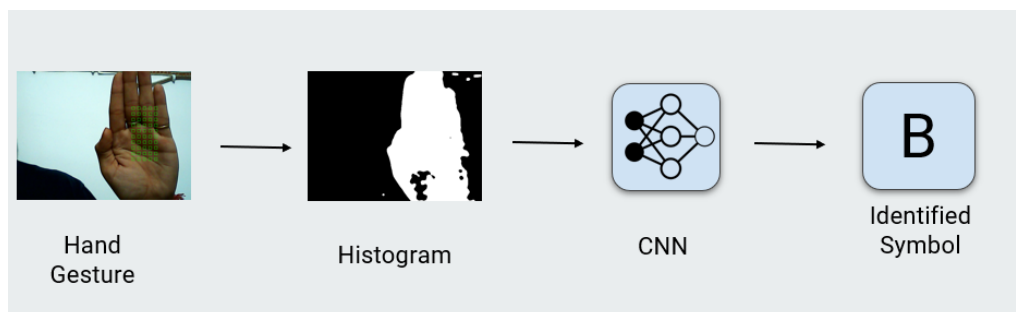 Hand
Gesture
Histogram
CNN
B
Identified
Symbol